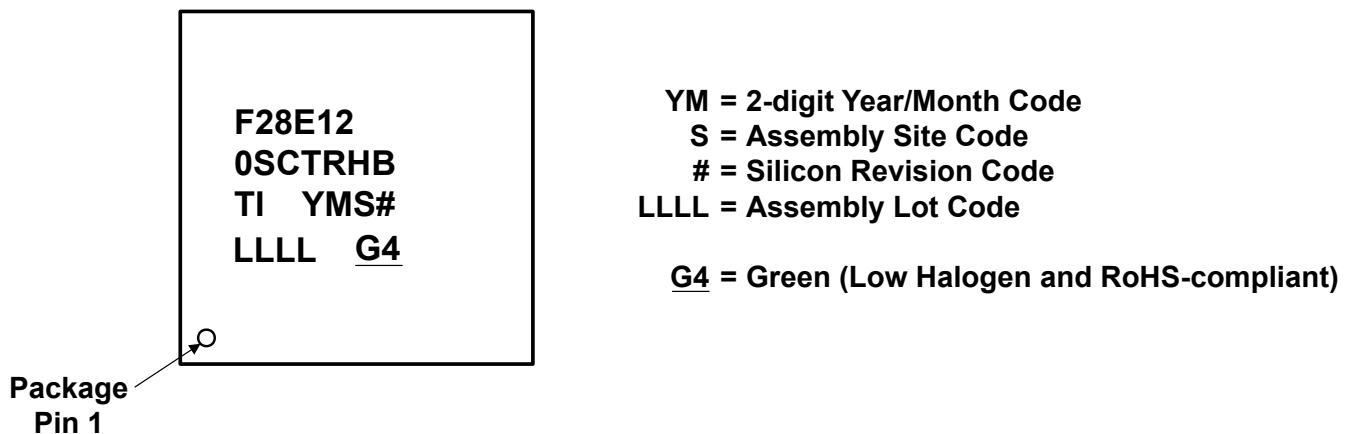 F28E12
0SCTRHB
TI YMS#
LLLL G4
Package
Pin 1
YM = 2-digit Year/Month Code
S = Assembly Site Code
# = Silicon Revision Code
LLLL = Assembly Lot Code
G4 = Green (Low Halogen and RoHS-compliant)